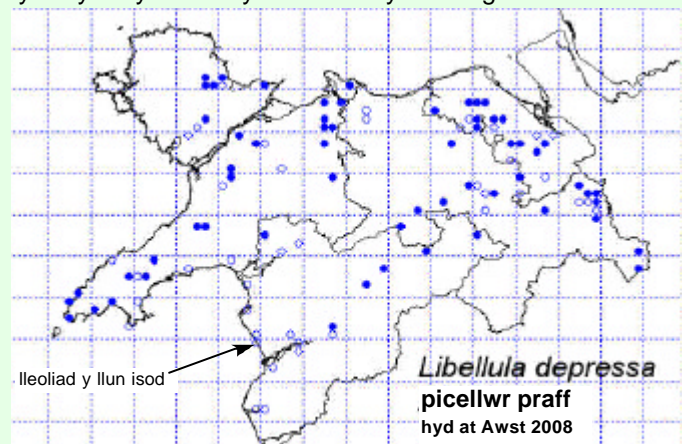 lleoliad y llun isod
Libellula depressa
picellwr praff
hyd at Awst 2008